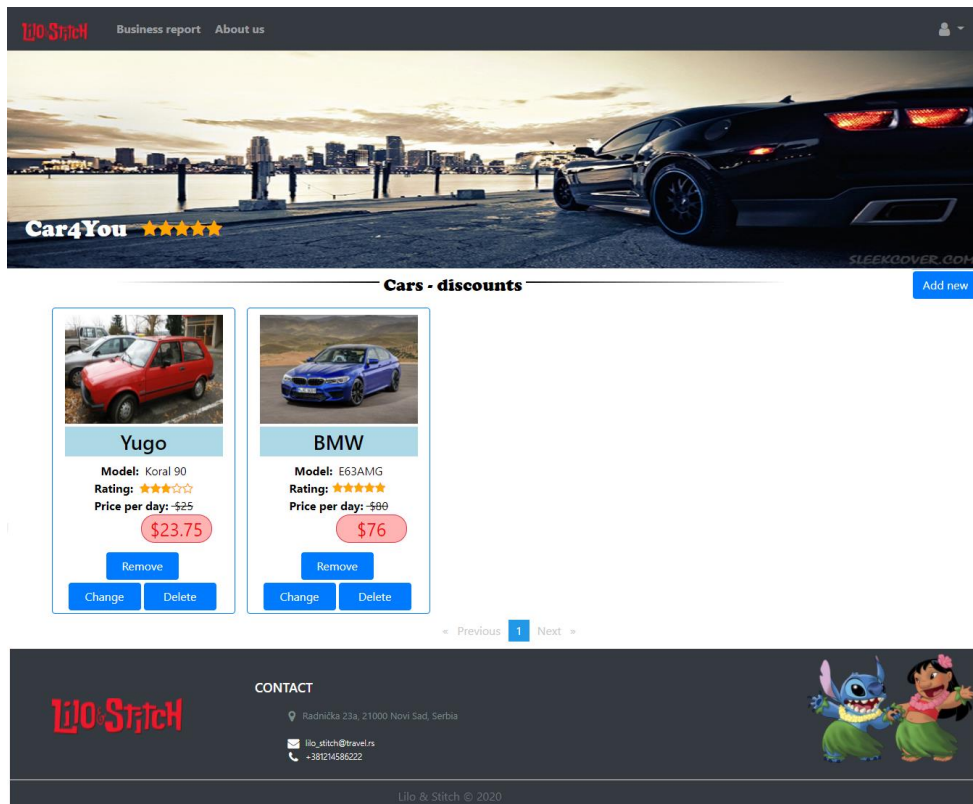 Lilo & Stitch Business report About us
Car4You
SLEEKCOVER.COM
Cars - discounts
Add new
Yugo
Model: Koral 90
Rating:
Price per day: $25
$23.75
Remove
Change Delete
BMW
Model: E63AMG
Rating:
Price per day: $80
$76
Remove
Change Delete
« Previous 1 Next »
Lilo & Stitch
CONTACT
Radnička 23a, 21000 Novi Sad, Serbia
lilo_stitch@travel.rs
+381214586222
Lilo & Stitch © 2020